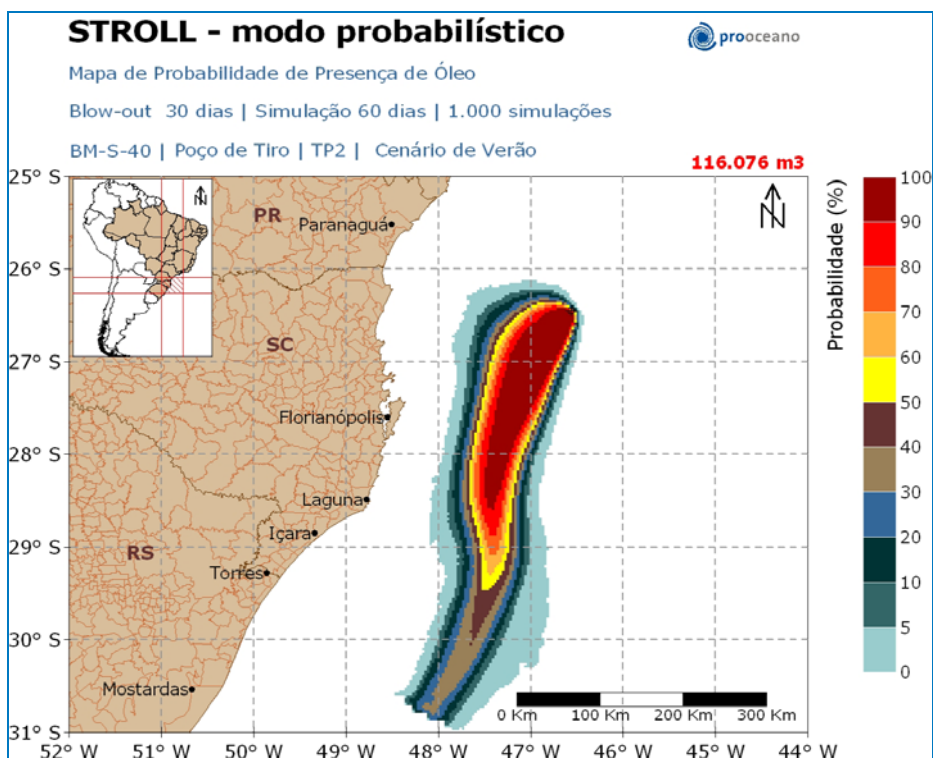 STROLL - modo probabilístico
prooceano
Mapa de Probabilidade de Presença de Óleo
Blow-out 30 dias | Simulação 60 dias | 1.000 simulações
BM-S-40 | Poço de Tiro | TP2 | Cenário de Verão
116.076 m3
25° S
26° S
27° S
28° S
29° S
30° S
31° S
N
N
PR
Paranaguá
SC
Florianópolis
Laguna
Içara
RS
Torres
Mostardas
0 Km 100 Km 200 Km 300 Km
52 W 51 W 50 W 49 W 48 W 47 W 46 W 45 W 44 W
Probabilidade (%)
100
90
80
70
60
50
40
30
20
10
5
0